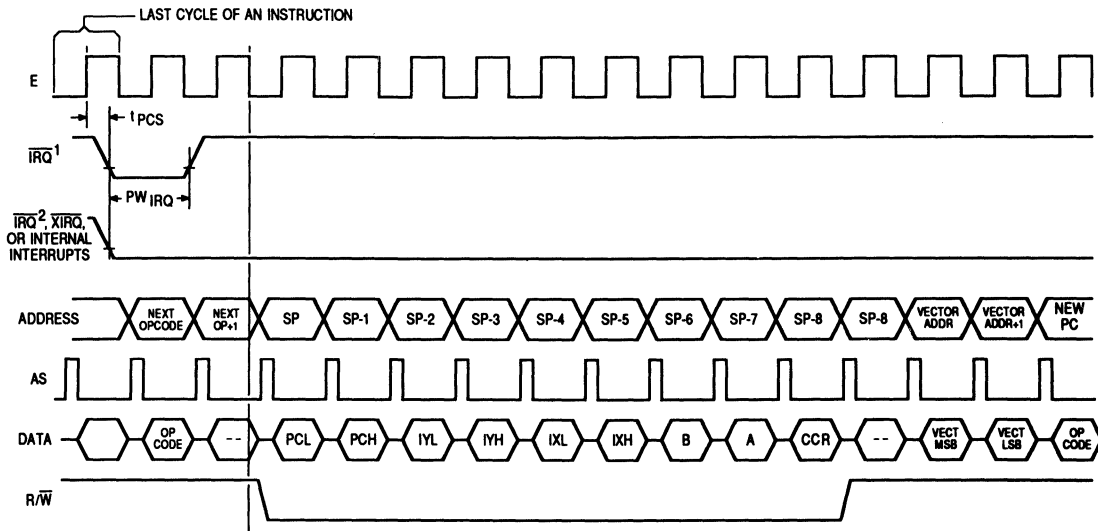 LAST CYCLE OF AN INSTRUCTION
E
tPCS
IRQ1
PWIRQ
IRQ2, XIRQ,
OR INTERNAL
INTERRUPTS
ADDRESS
NEXT OPCODE
NEXT OP+1
SP
SP-1
SP-2
SP-3
SP-4
SP-5
SP-6
SP-7
SP-8
SP-8
VECTOR ADDR
VECTOR ADDR+1
NEW PC
AS
DATA
OP CODE
--
PCL
PCH
IYL
IYH
IXL
IXH
B
A
CCR
--
VECT MSB
VECT LSB
OP CODE
R/W